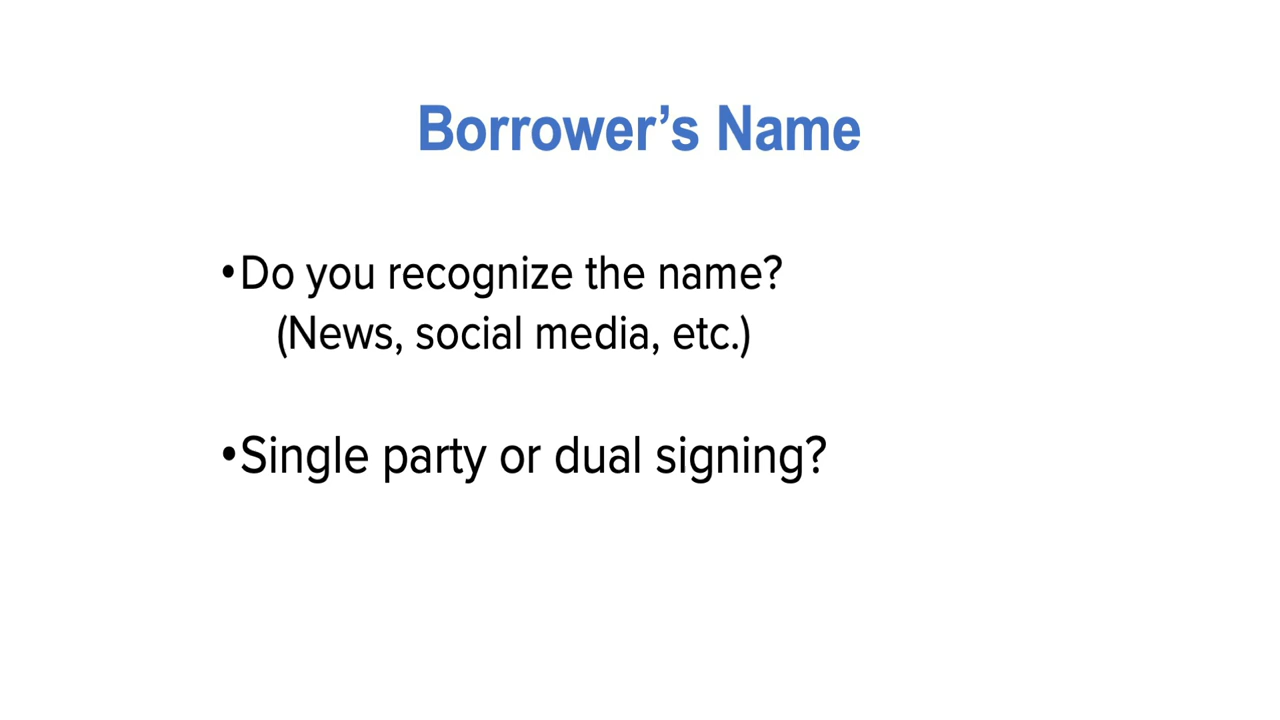 Borrower’s Name
•Do you recognize the name?
(News, social media, etc.)
•Single party or dual signing?